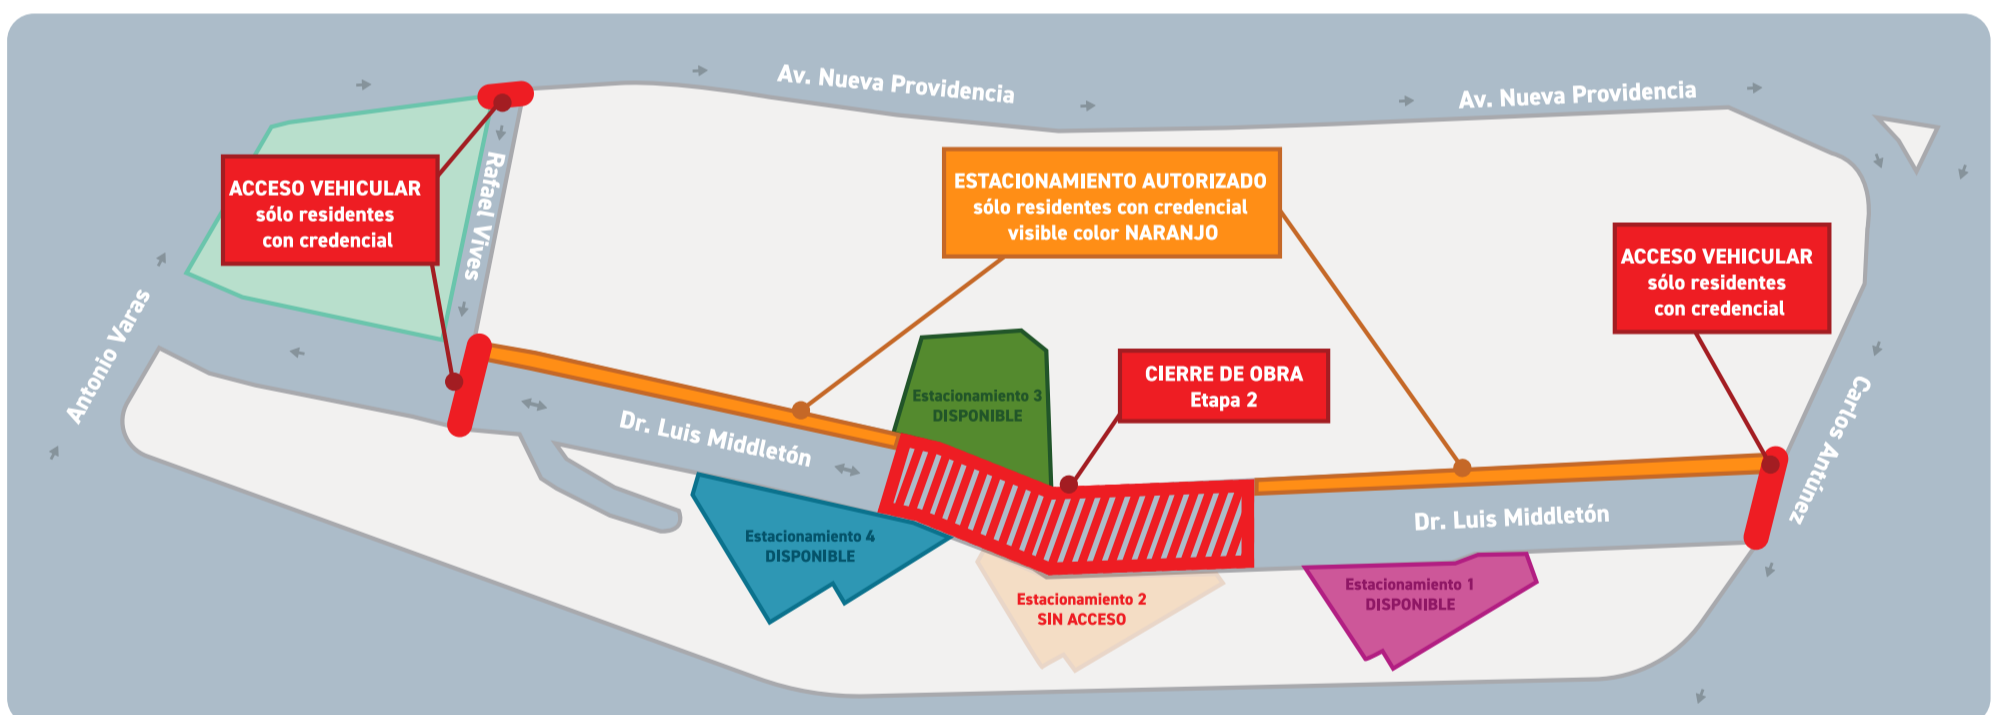 Av. Nueva Providencia
Av. Nueva Providencia
ACCESO VEHICULAR
sólo residentes
con credencial
Rafael Vives
ESTACIONAMIENTO AUTORIZADO
sólo residentes con credencial
visible color NARANJO
ACCESO VEHICULAR
sólo residentes
con credencial
Antonio Varas
CIERRE DE OBRA
Etapa 2
Estacionamiento 3
DISPONIBLE
Carlos Antúnez
Dr. Luis Middletón
Dr. Luis Middletón
Estacionamiento 4
DISPONIBLE
Estacionamiento 2
SIN ACCESO
Estacionamiento 1
DISPONIBLE